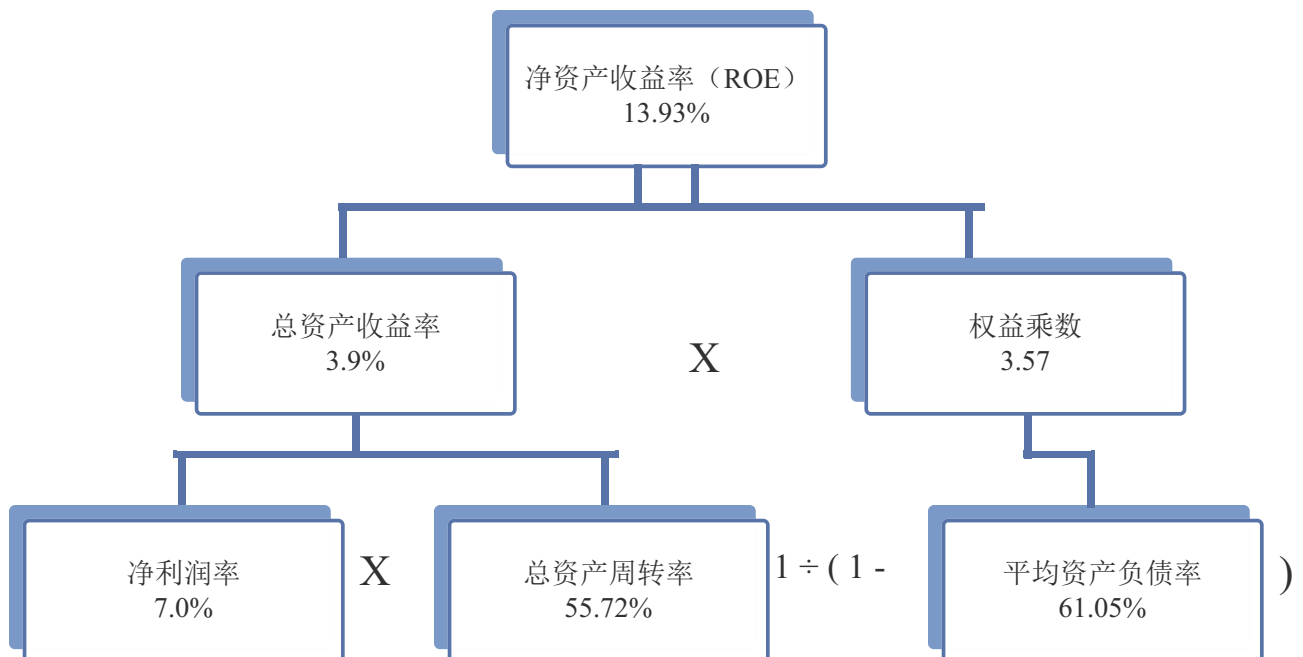 净资产收益率（ROE）
13.93%
总资产收益率
3.9%
X
权益乘数
3.57
净利润率
7.0%
X
总资产周转率
55.72%
1 ÷ ( 1 -
平均资产负债率
61.05%
)